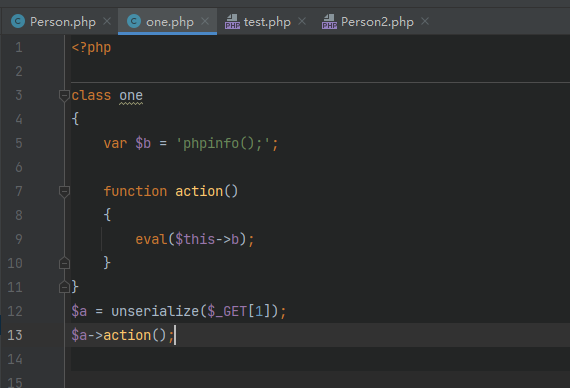 Person.php one.php test.php Person2.php
1 <?php
2
3 class one
4 {
5 var $b = 'phpinfo();';
6
7 function action()
8 {
9 eval($this->b);
10 }
11 }
12 $a = unserialize($_GET[1]);
13 $a->action();
14
15